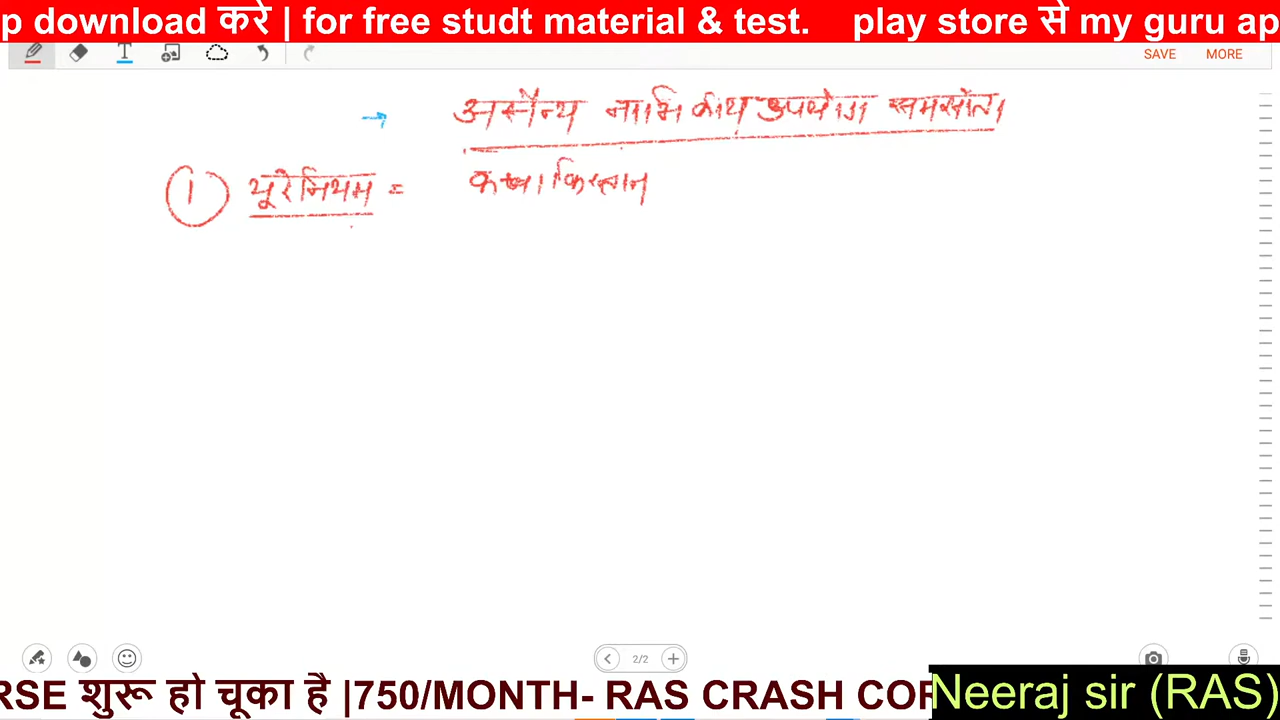 p download करे | for free studt material & test. play store से my guru ap
SAVE MORE
→ असैन्य नाभिकीय उपयोग समझौता
① यूरेनियम = कजाकिस्तान
2/2
RSE शुरू हो चूका है |750/MONTH- RAS CRASH COR
Neeraj sir (RAS)